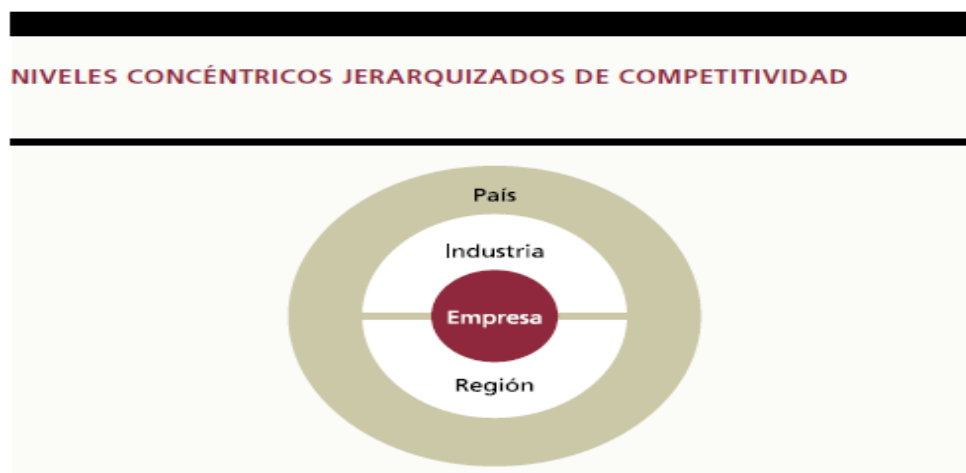 NIVELES CONCÉNTRICOS JERARQUIZADOS DE COMPETITIVIDAD
País
Industria
Empresa
Región